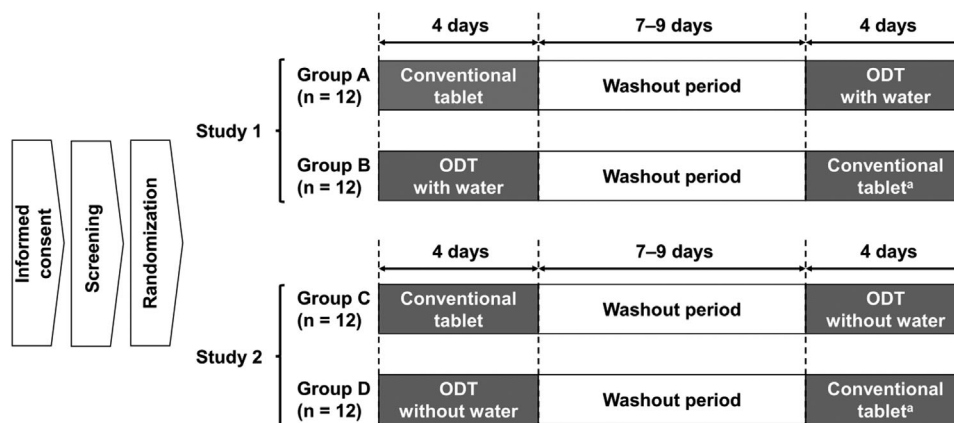 4 days
7–9 days
4 days
Group A
(n = 12)
Conventional
tablet
Washout period
ODT
with water
Study 1
Group B
(n = 12)
ODT
with water
Washout period
Conventional
tabletᵃ
Informed
consent
Screening
Randomization
4 days
7–9 days
4 days
Group C
(n = 12)
Conventional
tablet
Washout period
ODT
without water
Study 2
Group D
(n = 12)
ODT
without water
Washout period
Conventional
tabletᵃ